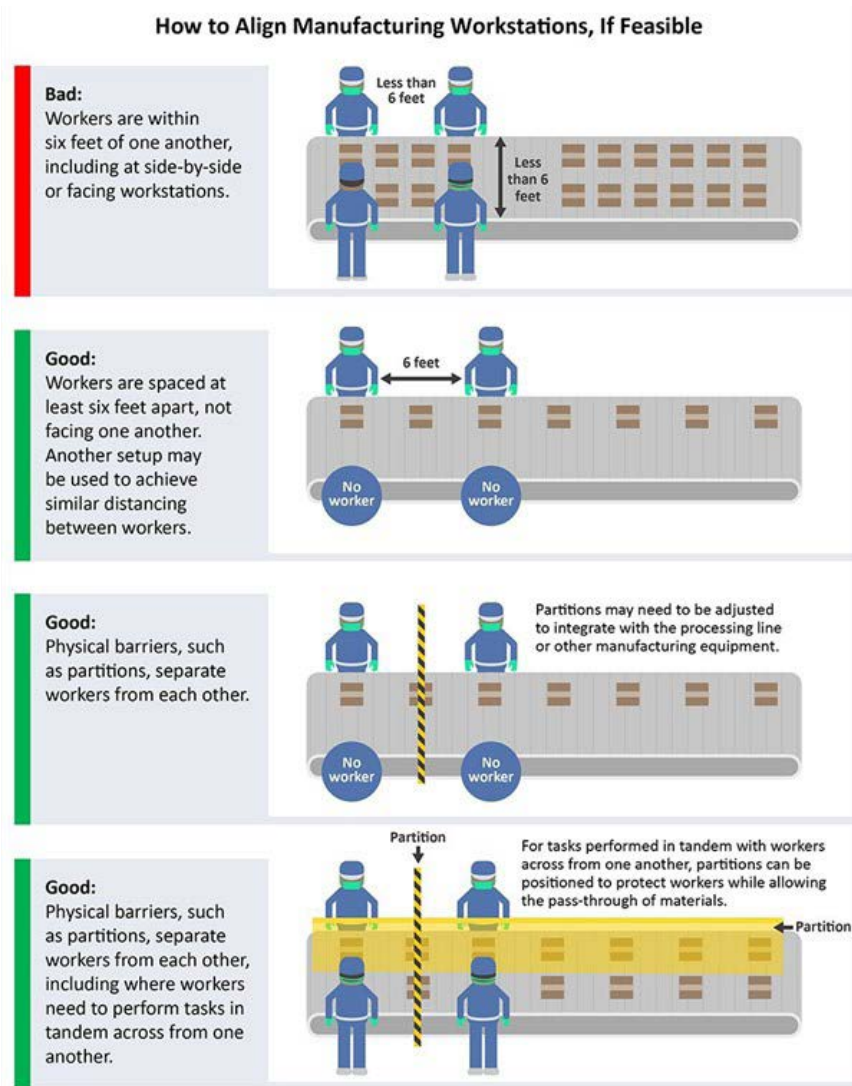 How to Align Manufacturing Workstations, If Feasible
Bad:
Workers are within
six feet of one another,
including at side-by-side
or facing workstations.
Less than
6 feet
Less
than 6
feet
Good:
Workers are spaced at
least six feet apart, not
facing one another.
Another setup may
be used to achieve
similar distancing
between workers.
6 feet
No
worker
No
worker
Good:
Physical barriers, such
as partitions, separate
workers from each other.
Partitions may need to be adjusted
to integrate with the processing line
or other manufacturing equipment.
No
worker
No
worker
Good:
Physical barriers, such
as partitions, separate
workers from each other,
including where workers
need to perform tasks in
tandem across from one
another.
Partition
For tasks performed in tandem with workers
across from one another, partitions can be
positioned to protect workers while allowing
the pass-through of materials.
Partition